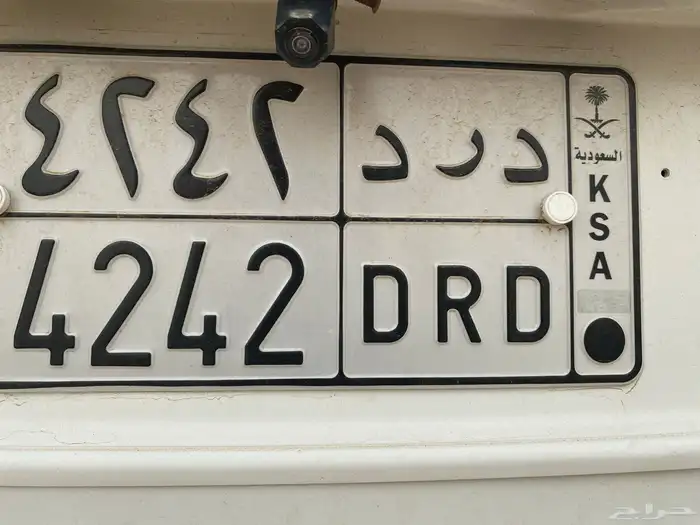 ٤٢٤٢ د ر د
4242 DRD
السعودية
K
S
A
حراج